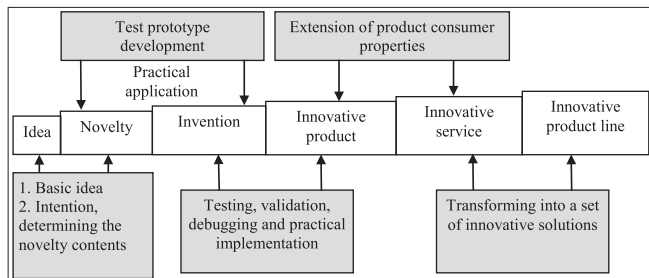 Test prototype
development
Extension of product consumer
properties
Practical
application
Idea
Novelty
Invention
Innovative
product
Innovative
service
Innovative
product line
1. Basic idea
2. Intention,
determining the
novelty contents
Testing, validation,
debugging and practical
implementation
Transforming into a set
of innovative solutions